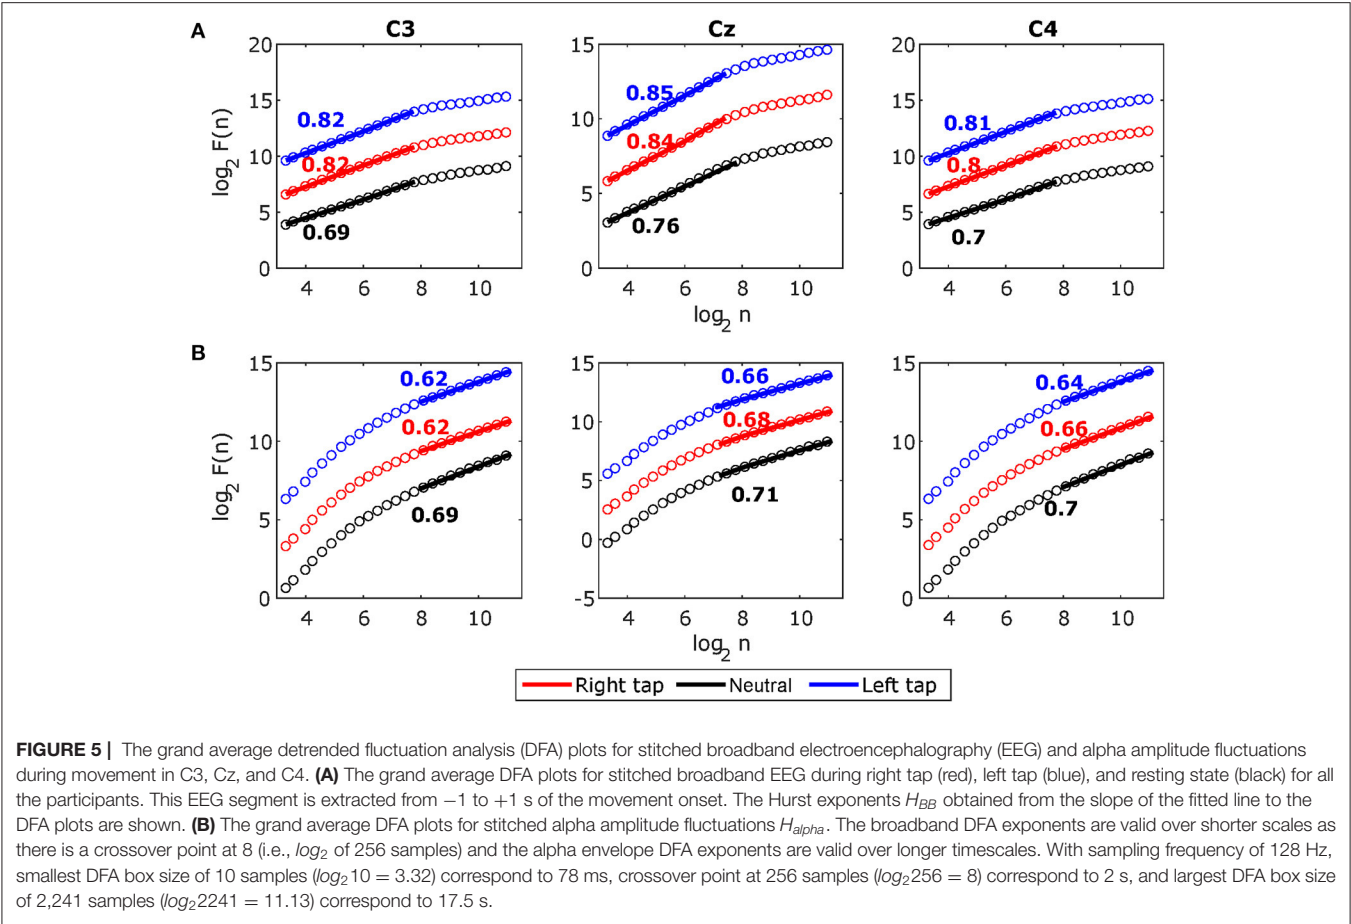 A
C3
Cz
C4
20
15
10
5
0
log2 F(n)
0.82
0.82
0.69
4 6 8 10
15
10
5
0
0.85
0.84
0.76
4 6 8 10
log2 n
20
15
10
5
0
0.81
0.8
0.7
4 6 8 10
B
15
10
5
0
log2 F(n)
0.62
0.62
0.69
4 6 8 10
15
10
5
0
-5
0.66
0.68
0.71
4 6 8 10
log2 n
15
10
5
0
0.64
0.66
0.7
4 6 8 10
Right tap Neutral Left tap
FIGURE 5 | The grand average detrended fluctuation analysis (DFA) plots for stitched broadband electroencephalography (EEG) and alpha amplitude fluctuations
during movement in C3, Cz, and C4. (A) The grand average DFA plots for stitched broadband EEG during right tap (red), left tap (blue), and resting state (black) for all
the participants. This EEG segment is extracted from −1 to +1 s of the movement onset. The Hurst exponents HBB obtained from the slope of the fitted line to the
DFA plots are shown. (B) The grand average DFA plots for stitched alpha amplitude fluctuations Halpha. The broadband DFA exponents are valid over shorter scales as
there is a crossover point at 8 (i.e., log2 of 256 samples) and the alpha envelope DFA exponents are valid over longer timescales. With sampling frequency of 128 Hz,
smallest DFA box size of 10 samples (log210 = 3.32) correspond to 78 ms, crossover point at 256 samples (log2256 = 8) correspond to 2 s, and largest DFA box size
of 2,241 samples (log22241 = 11.13) correspond to 17.5 s.